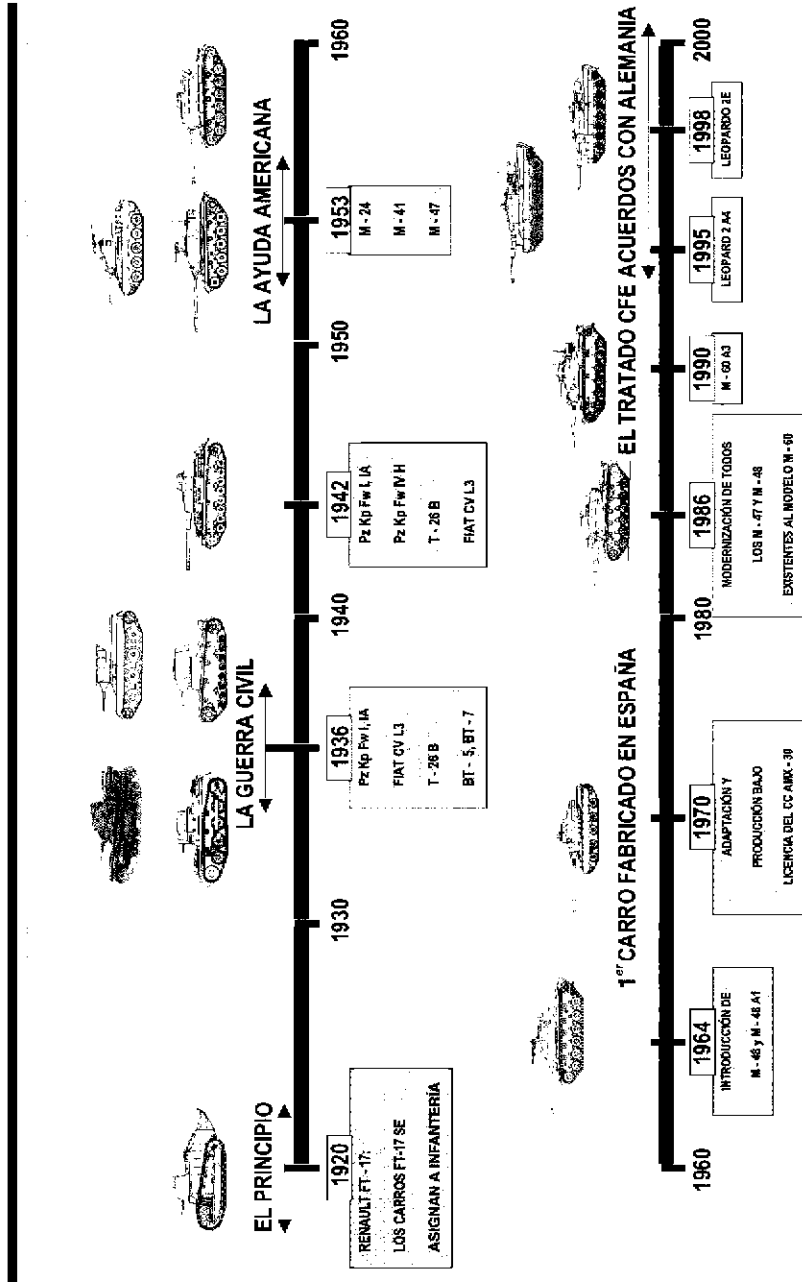 EL PRINCIPIO
LA GUERRA CIVIL
LA AYUDA AMERICANA
1920
1930
1936
1940
1942
1950
1953
1960
RENAULT FT - 17:
LOS CARROS FT-17 SE
ASIGNAN A INFANTERÍA
Pz Kp Fw I, IA
FIAT CV L3
T - 26 B
BT - 5, BT - 7
Pz Kp Fw I, IA
Pz Kp Fw IV H
T - 26 B
FIAT CV L3
M - 24
M - 41
M - 47
1er CARRO FABRICADO EN ESPAÑA
EL TRATADO CFE ACUERDOS CON ALEMANIA
1960
1964
1970
1980
1986
1990
1995
1998
2000
INTRODUCCIÓN DE
M - 48 y M - 48 A1
ADAPTACIÓN Y
PRODUCCIÓN BAJO
LICENCIA DEL CC AMX - 30
MODERNIZACIÓN DE TODOS
LOS M - 47 Y M - 48
EXISTENTES AL MODELO M - 60
M - 60 A3
LEOPARD 2 A4
LEOPARDO 2E